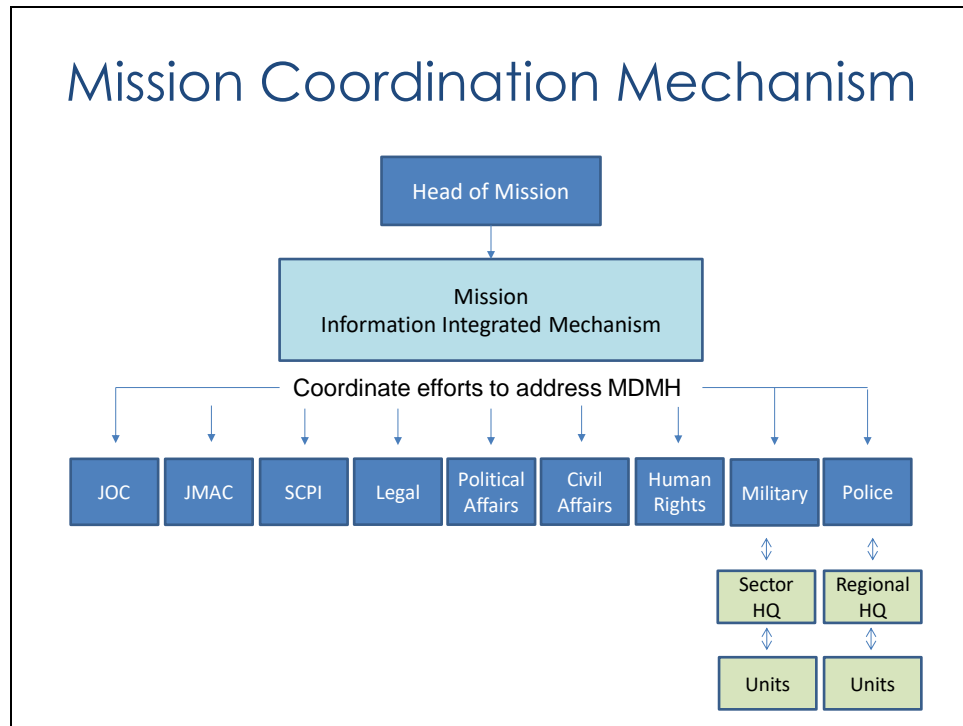 Mission Coordination Mechanism
Head of Mission
Mission
Information Integrated Mechanism
Coordinate efforts to address MDMH
JOC
JMAC
SCPI
Legal
Political
Affairs
Civil
Affairs
Human
Rights
Military
Police
Sector
HQ
Regional
HQ
Units
Units